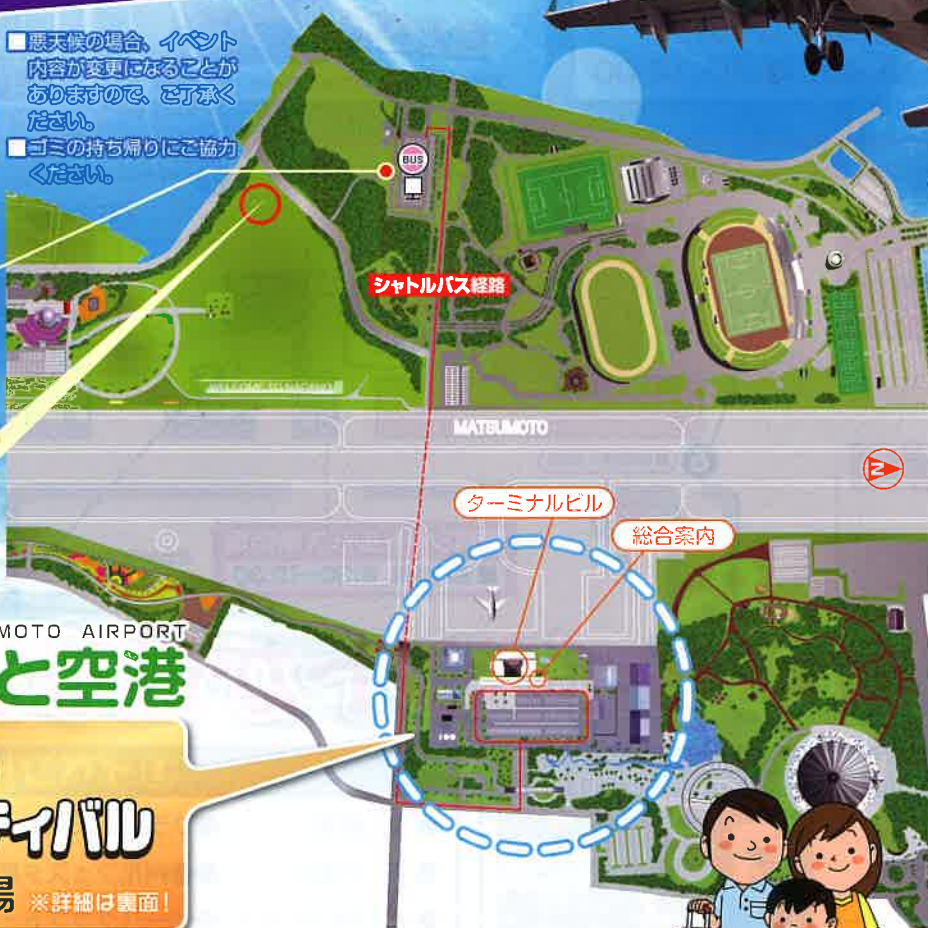 ■悪天候の場合、イベント
内容が変更になることが
ありますので、ご了承く
ださい。
■ゴミの持ち帰りにご協力
ください。
BUS
シャトルバス経路
WELCOME TO NAGANO
MATSUMOTO
N
ターミナルビル
総合案内
MOTO AIRPORT
と空港
ティバル
場 ※詳細は裏面!